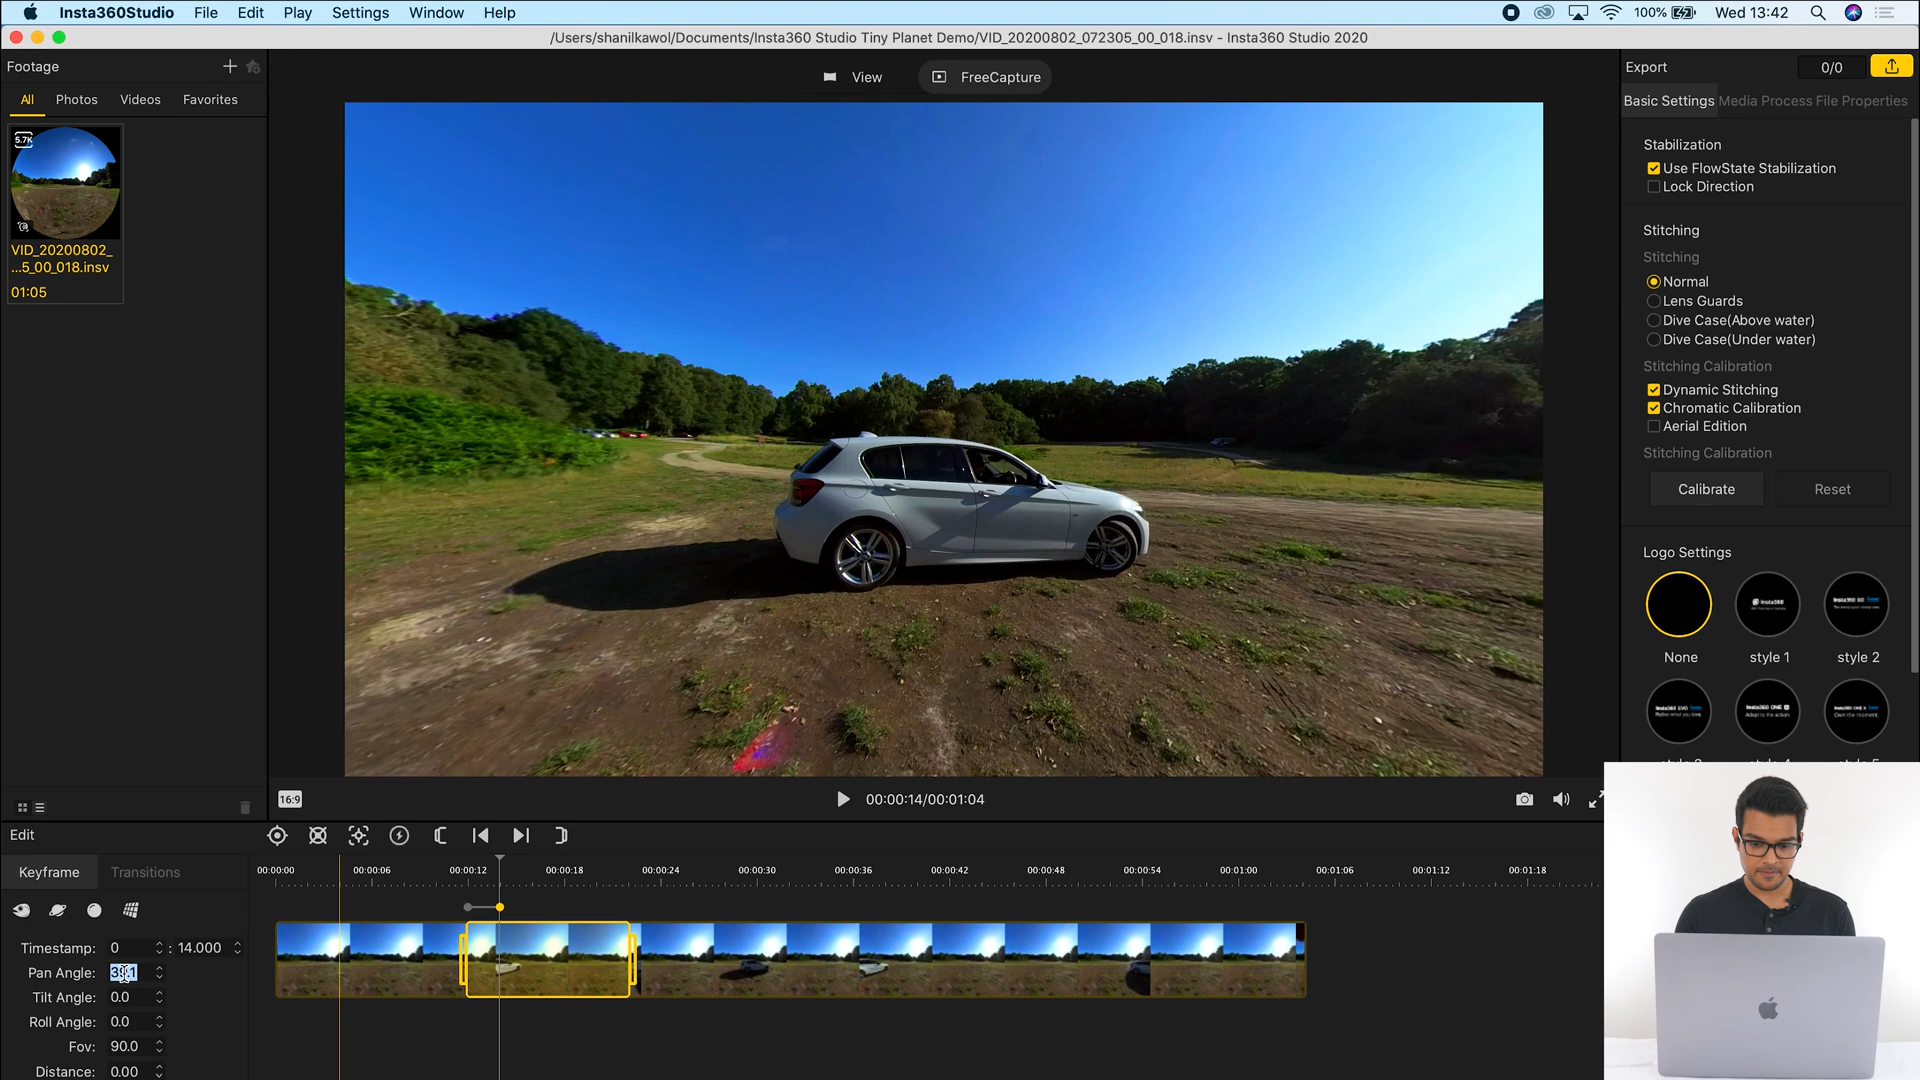 Insta360Studio File Edit Play Settings Window Help
100% Wed 13:42
/Users/shanilkawol/Documents/Insta360 Studio Tiny Planet Demo/VID_20200802_072305_00_018.insv - Insta360 Studio 2020
Footage
All Photos Videos Favorites
5.7K
VID_20200802_
...5_00_018.insv
01:05
View FreeCapture
Export 0/0
Basic Settings Media Process File Properties
Stabilization
Use FlowState Stabilization
Lock Direction
Stitching
Stitching
Normal
Lens Guards
Dive Case(Above water)
Dive Case(Under water)
Stitching Calibration
Dynamic Stitching
Chromatic Calibration
Aerial Edition
Stitching Calibration
Calibrate Reset
Logo Settings
None style 1 style 2
16:9 00:00:14/00:01:04
Edit
Keyframe Transitions
00:00:00 00:00:06 00:00:12 00:00:18 00:00:24 00:00:30 00:00:36 00:00:42 00:00:48 00:00:54 00:01:00 00:01:06 00:01:12 00:01:18
Timestamp: 0 : 14.000
Pan Angle:
Tilt Angle: 0.0
Roll Angle: 0.0
Fov: 90.0
Distance: 0.00